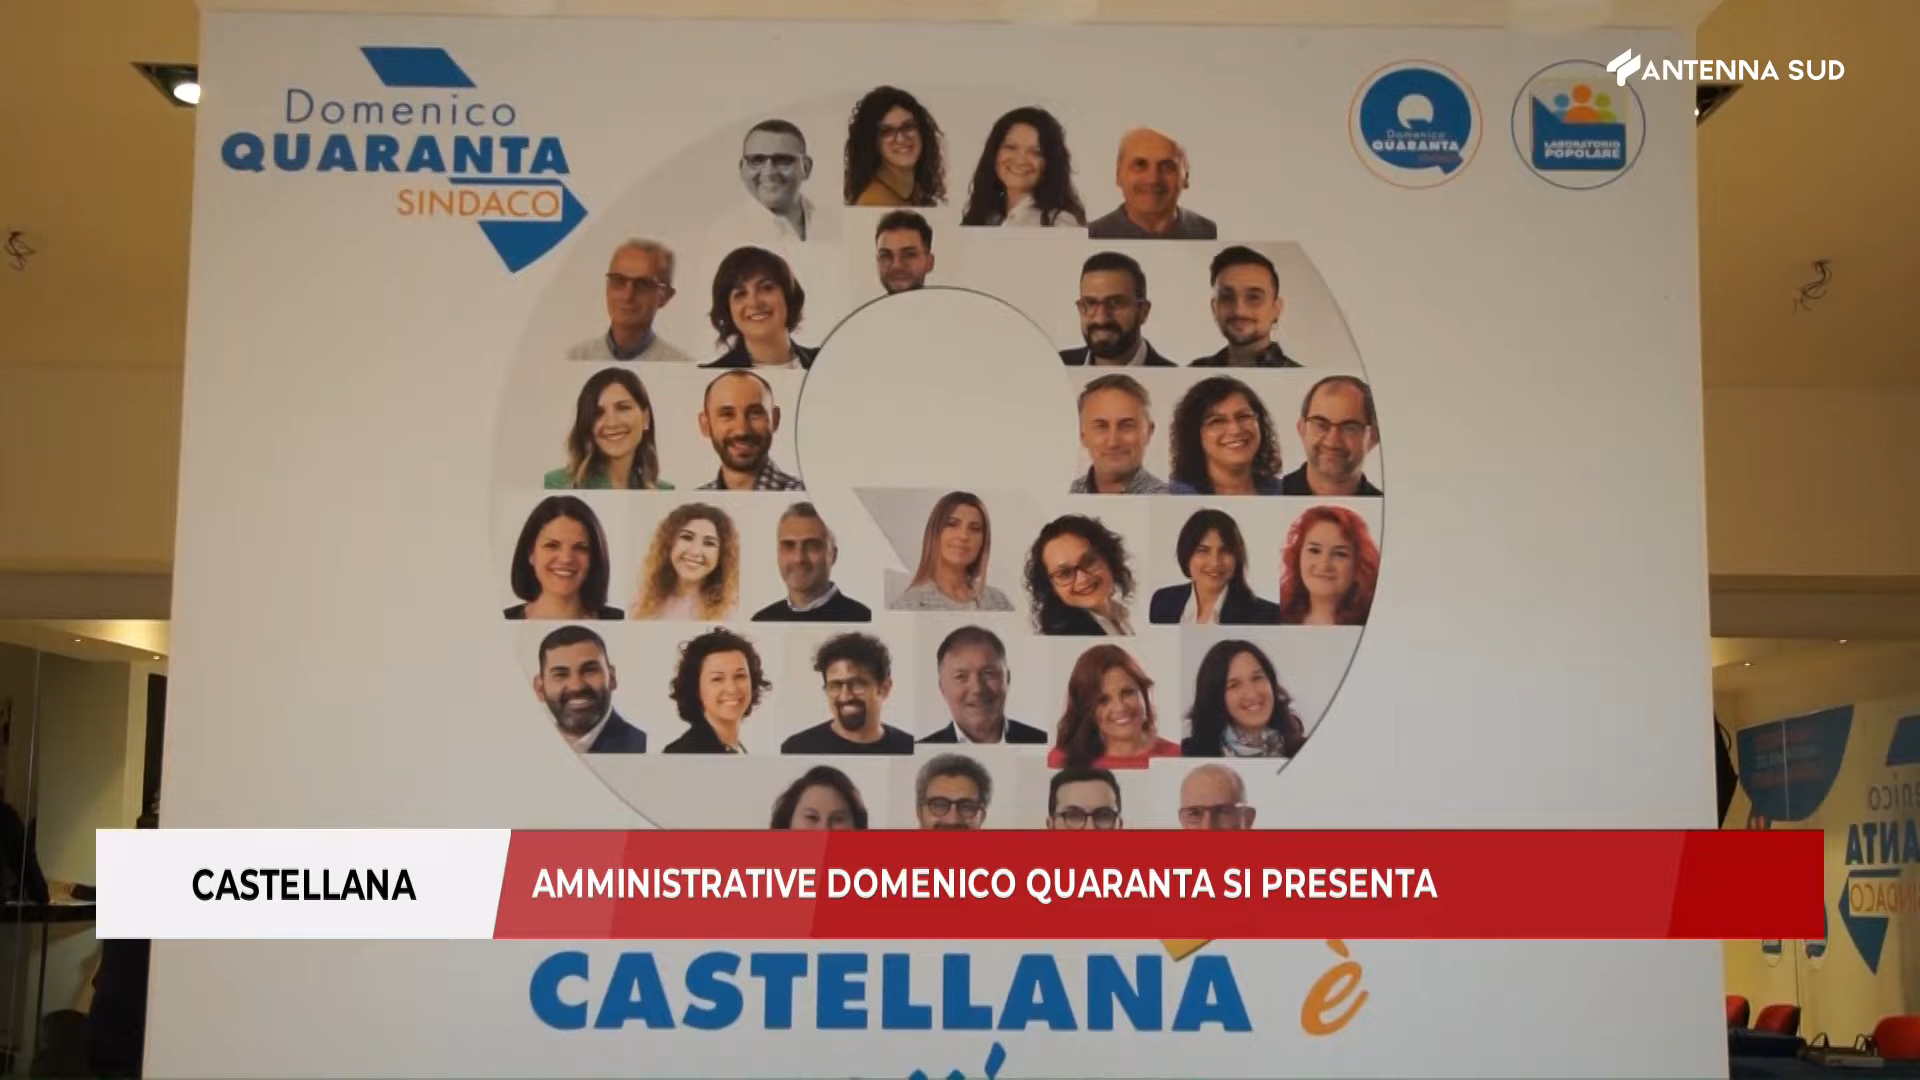 Domenico
QUARANTA
SINDACO
Domenico
QUARANTA
LABORATORIO
POPOLARE
ANTENNA SUD
CASTELLANA
AMMINISTRATIVE DOMENICO QUARANTA SI PRESENTA
CASTELLANA è